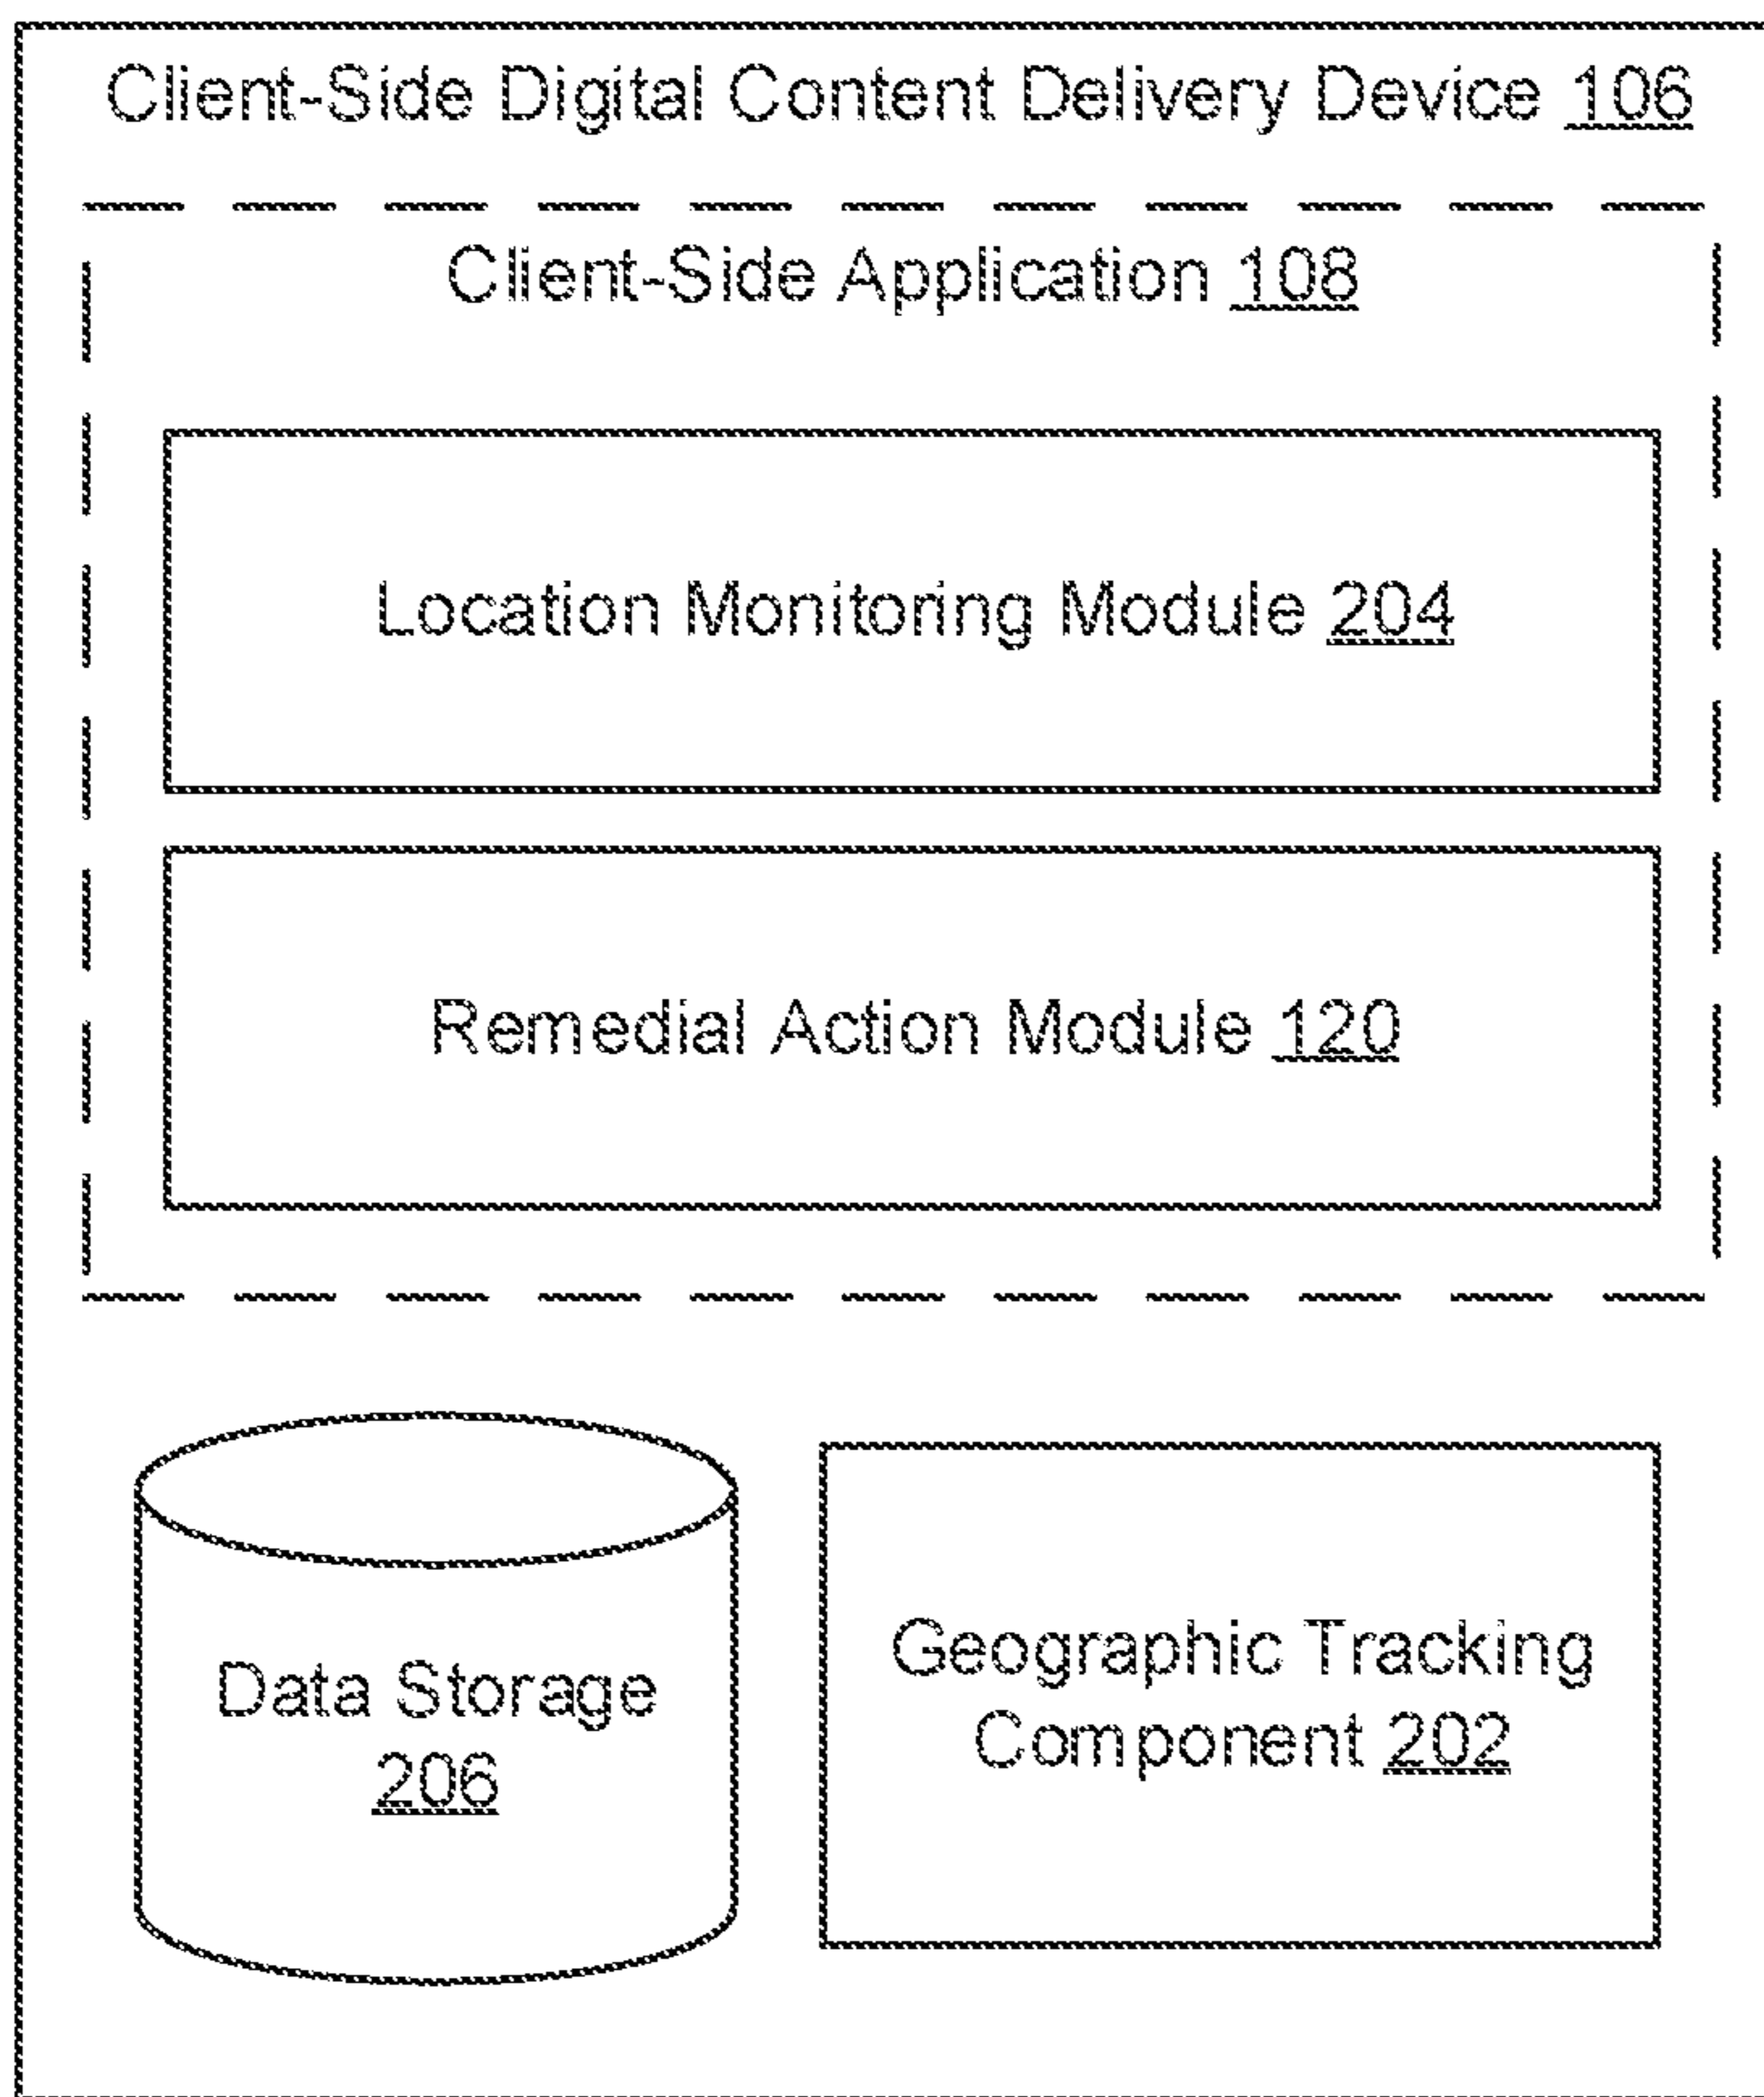 Client-Side Digital Content Delivery Device 106
Client-Side Application 108
Location Monitoring Module 204
Remedial Action Module 120
Data Storage
206
Geographic Tracking
Component 202